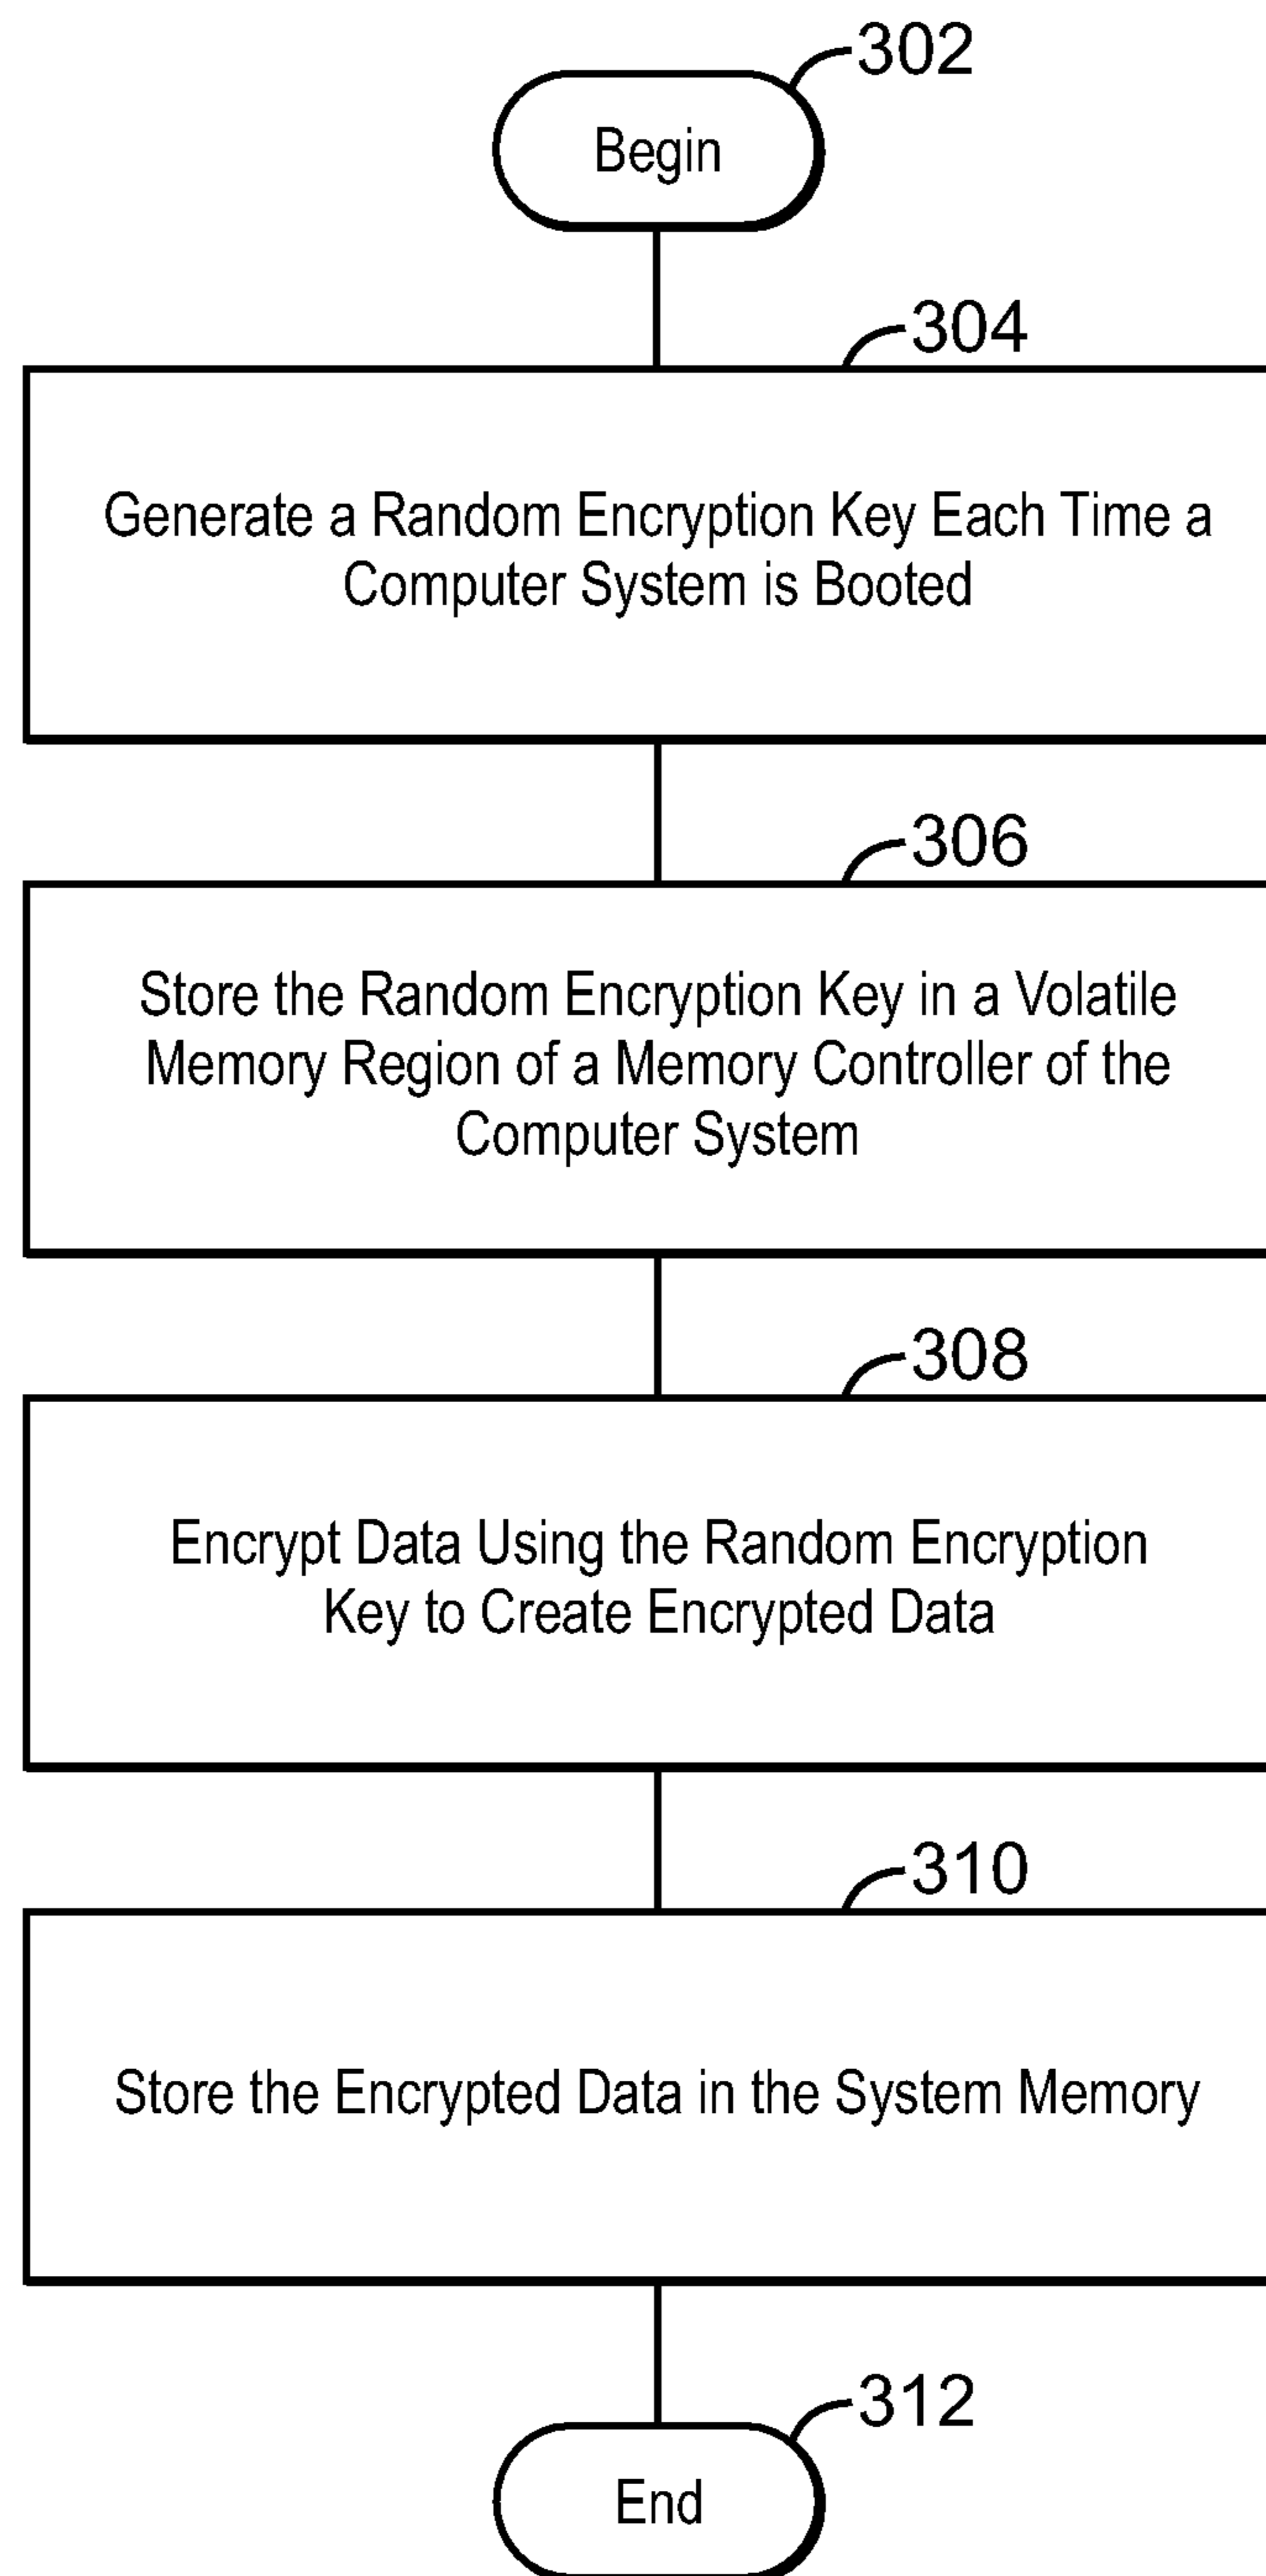 302
Begin
304
Generate a Random Encryption Key Each Time a
Computer System is Booted
306
Store the Random Encryption Key in a Volatile
Memory Region of a Memory Controller of the
Computer System
308
Encrypt Data Using the Random Encryption
Key to Create Encrypted Data
310
Store the Encrypted Data in the System Memory
312
End